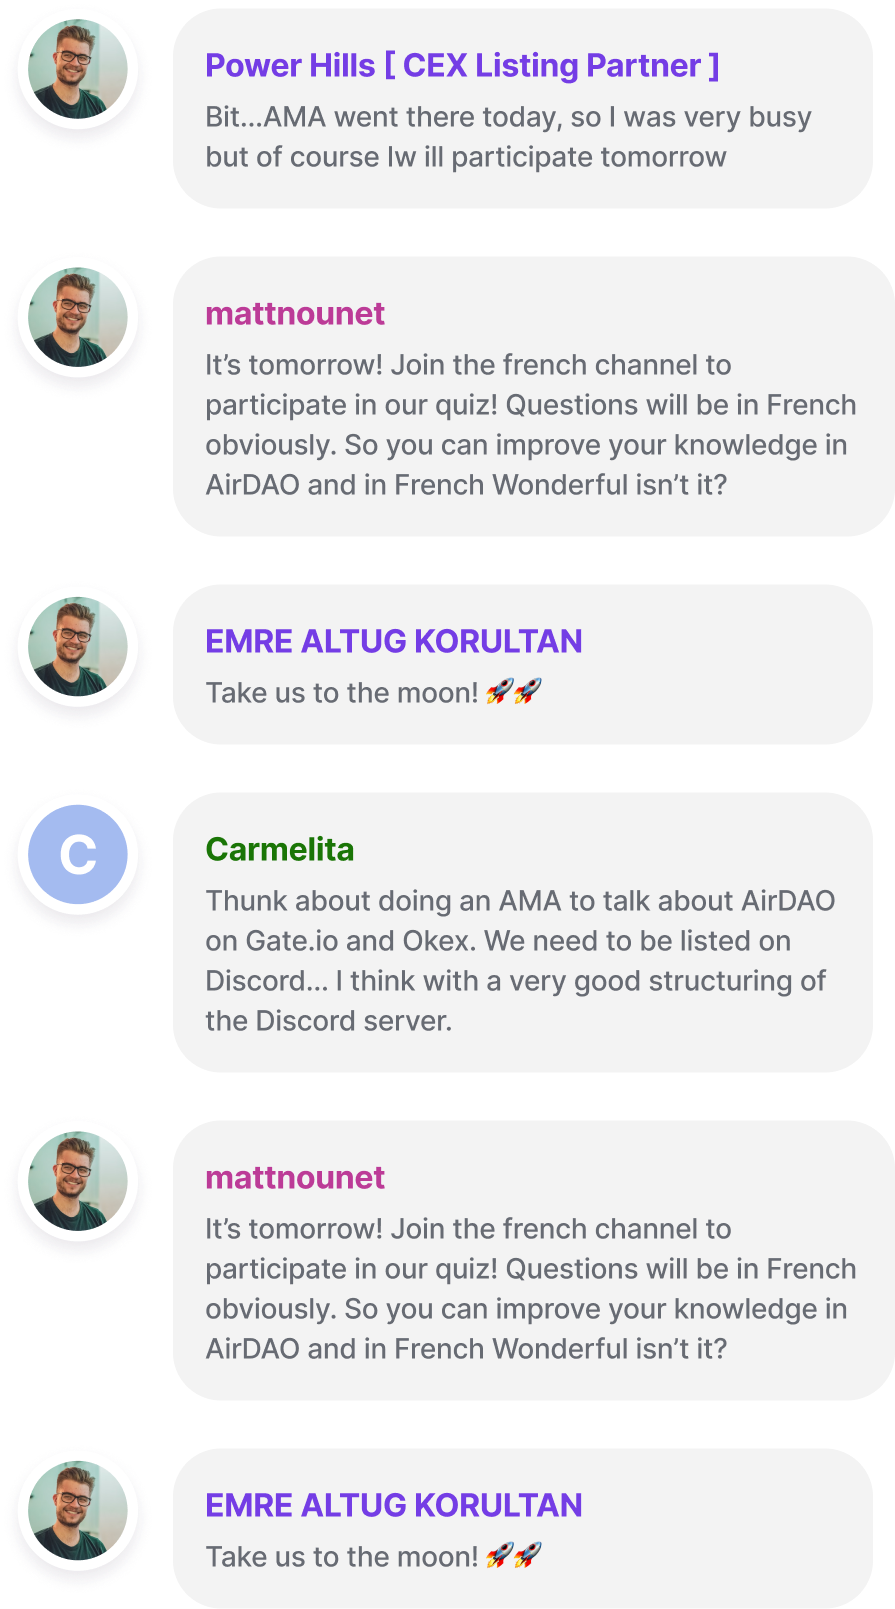 Power Hills [ CEX Listing Partner ]
Bit...AMA went there today, so I was very busy
but of course Iw ill participate tomorrow
mattnounet
It’s tomorrow! Join the french channel to
participate in our quiz! Questions will be in French
obviously. So you can improve your knowledge in
AirDAO and in French Wonderful isn’t it?
EMRE ALTUG KORULTAN
Take us to the moon! 🚀🚀
C
Carmelita
Thunk about doing an AMA to talk about AirDAO
on Gate.io and Okex. We need to be listed on
Discord... I think with a very good structuring of
the Discord server.
mattnounet
It’s tomorrow! Join the french channel to
participate in our quiz! Questions will be in French
obviously. So you can improve your knowledge in
AirDAO and in French Wonderful isn’t it?
EMRE ALTUG KORULTAN
Take us to the moon! 🚀🚀